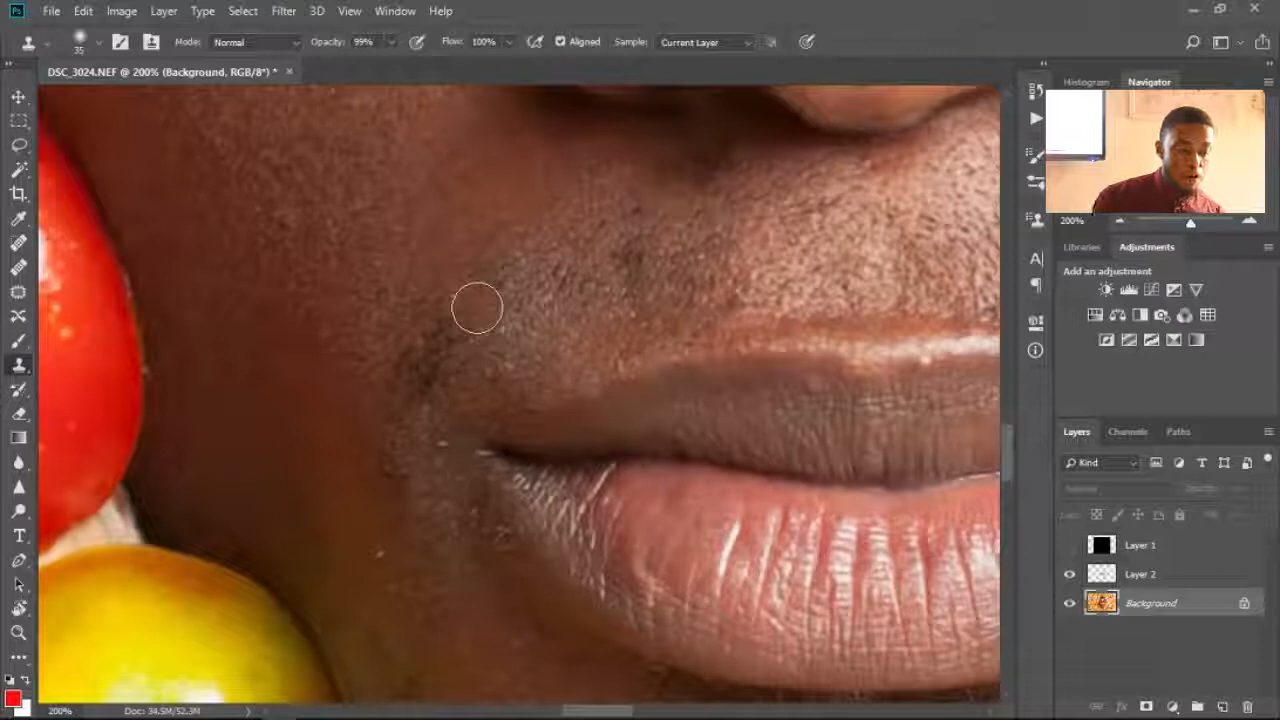 Ps File Edit Image Layer Type Select Filter 3D View Window Help
35 Mode: Normal Opacity: 99% Flow: 100% Aligned Sample: Current Layer
DSC_3024.NEF @ 200% (Background, RGB/8*) *
Histogram Navigator
200%
Libraries Adjustments
Add an adjustment
Layers Channels Paths
Kind
Layer 1
Layer 2
Background
200% Doc: 34.5M/52.3M